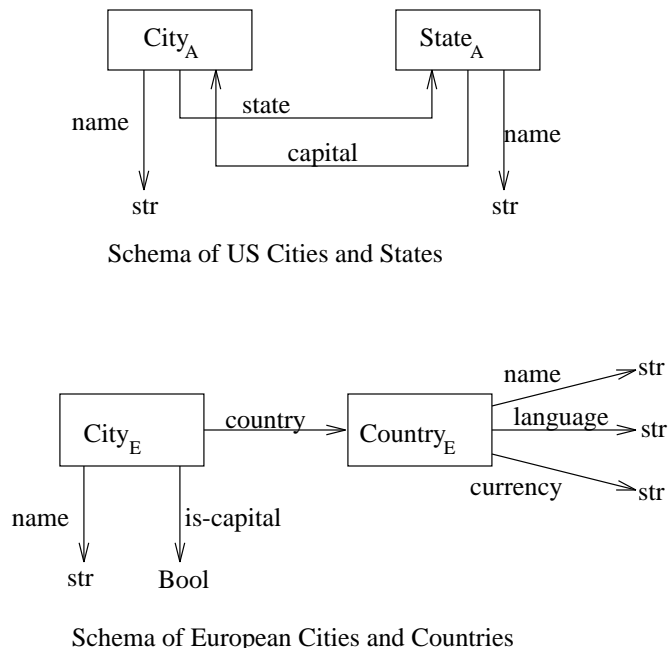 City_A
State_A
state
name
name
capital
str
str
Schema of US Cities and States
str
name
country
language
City_E
Country_E
str
currency
str
name
is-capital
str
Bool
Schema of European Cities and Countries